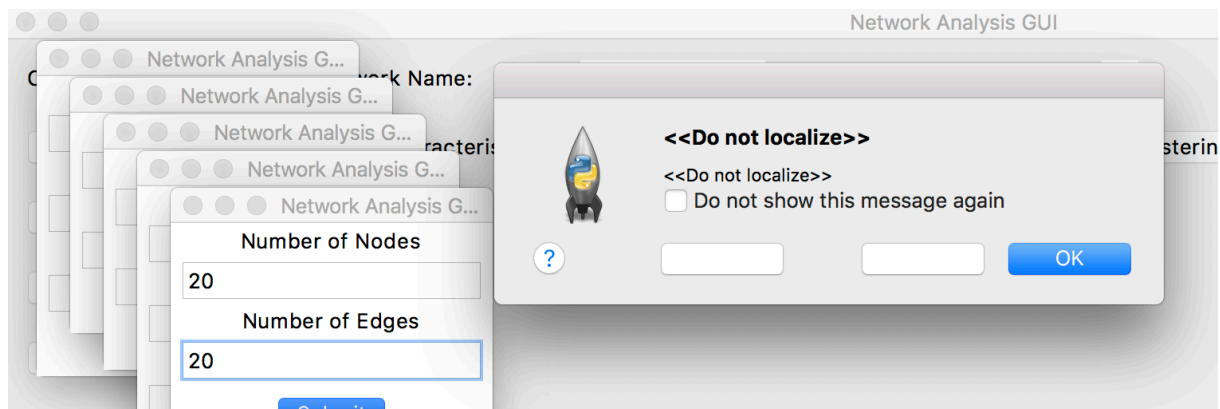 Network Analysis GUI
Network Analysis G...
Name:
Network Analysis G...
Network Analysis G...
Network Analysis G...
Network Analysis G...
<<Do not localize>>
<<Do not localize>>
Do not show this message again
?
OK
Number of Nodes
20
Number of Edges
20